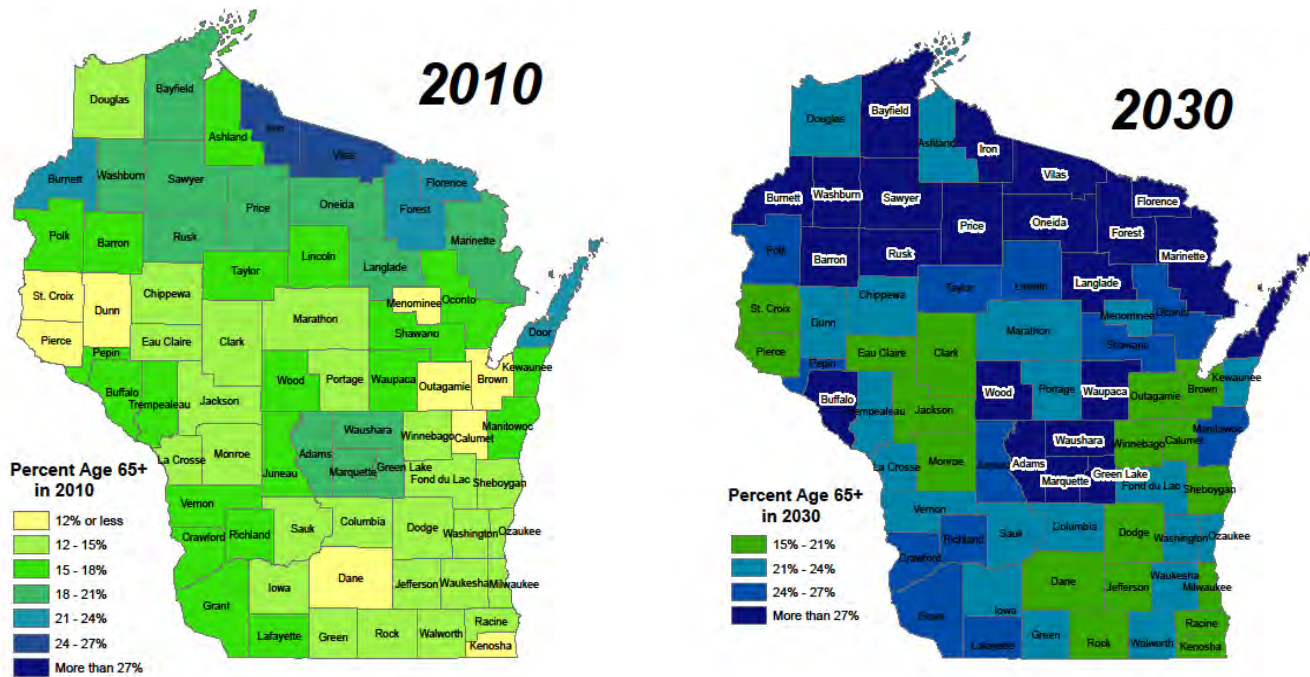 2010
Douglas
Bayfield
Ashland
Iron
Vilas
Burnett
Washburn
Sawyer
Price
Oneida
Florence
Forest
Polk
Barron
Rusk
Marinette
Taylor
Lincoln
Langlade
St. Croix
Dunn
Chippewa
Menominee
Oconto
Marathon
Shawano
Door
Pierce
Pepin
Eau Claire
Clark
Kewaunee
Buffalo
Trempealeau
Jackson
Wood
Portage
Waupaca
Outagamie
Brown
Waushara
Winnebago
Calumet
Manitowoc
La Crosse
Monroe
Juneau
Adams
Marquette
Green Lake
Fond du Lac
Sheboygan
Vernon
Crawford
Richland
Sauk
Columbia
Dodge
Washington
Ozaukee
Iowa
Dane
Jefferson
Waukesha
Milwaukee
Grant
Lafayette
Green
Rock
Walworth
Racine
Kenosha
Percent Age 65+
in 2010
12% or less
12 - 15%
15 - 18%
18 - 21%
21 - 24%
24 - 27%
More than 27%
2030
Douglas
Bayfield
Ashland
Iron
Vilas
Burnett
Washburn
Sawyer
Price
Oneida
Florence
Forest
Polk
Barron
Rusk
Marinette
Taylor
Lincoln
Langlade
St. Croix
Dunn
Chippewa
Menominee
Oconto
Marathon
Shawano
Pierce
Pepin
Eau Claire
Clark
Kewaunee
Buffalo
Trempealeau
Jackson
Wood
Portage
Waupaca
Outagamie
Brown
Waushara
Winnebago
Calumet
Manitowoc
La Crosse
Monroe
Juneau
Adams
Marquette
Green Lake
Fond du Lac
Sheboygan
Vernon
Crawford
Richland
Sauk
Columbia
Dodge
Washington
Ozaukee
Iowa
Dane
Jefferson
Waukesha
Milwaukee
Grant
Lafayette
Green
Rock
Walworth
Racine
Kenosha
Percent Age 65+
in 2030
15% - 21%
21% - 24%
24% - 27%
More than 27%